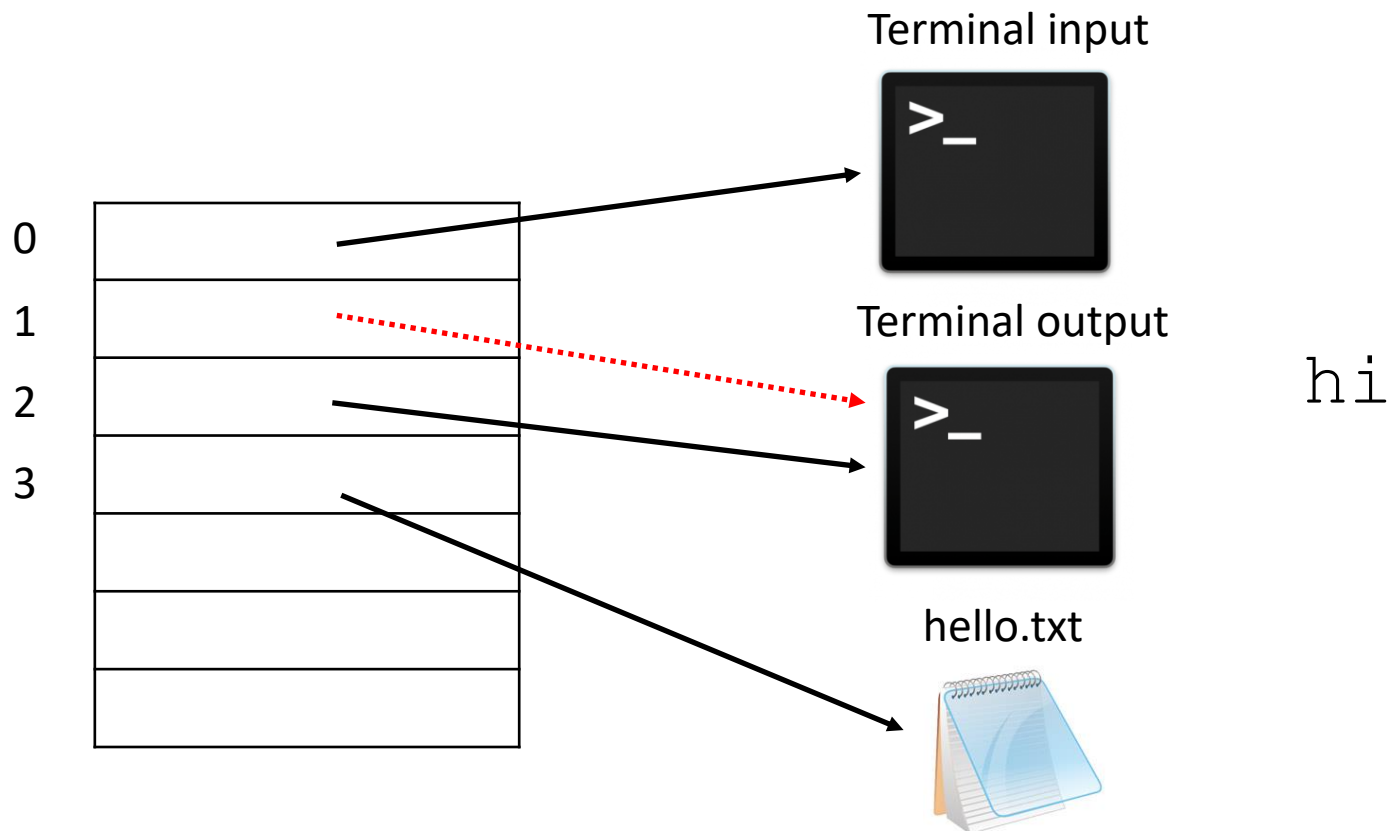 Terminal input
>_
0
1
Terminal output
>_
hi
2
3
hello.txt